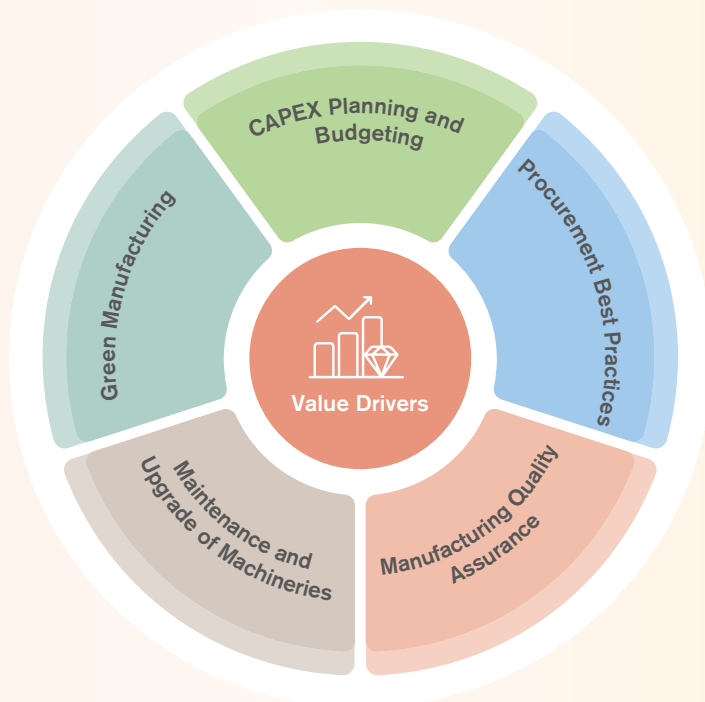 CAPEX Planning and
Budgeting
Procurement Best Practices
Manufacturing Quality
Assurance
Maintenance and
Upgrade of Machineries
Green Manufacturing
Value Drivers